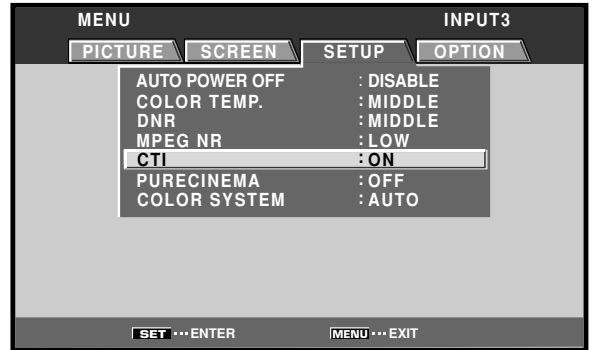 MENU INPUT3
PICTURE SCREEN SETUP OPTION
AUTO POWER OFF : DISABLE
COLOR TEMP. : MIDDLE
DNR : MIDDLE
MPEG NR : LOW
CTI : ON
PURECINEMA : OFF
COLOR SYSTEM : AUTO
SET ··· ENTER MENU ··· EXIT